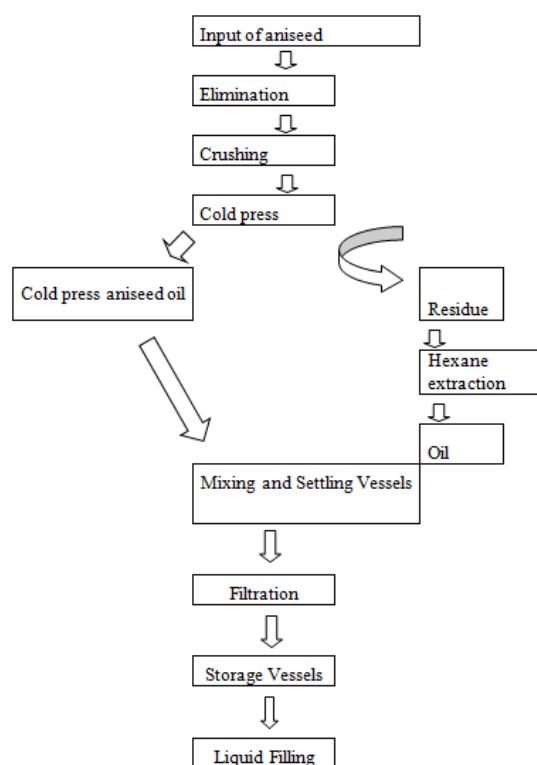 Input of aniseed
Elimination
Crushing
Cold press
Cold press aniseed oil
Residue
Hexane
extraction
Oil
Mixing and Settling Vessels
Filtration
Storage Vessels
Liquid Filling